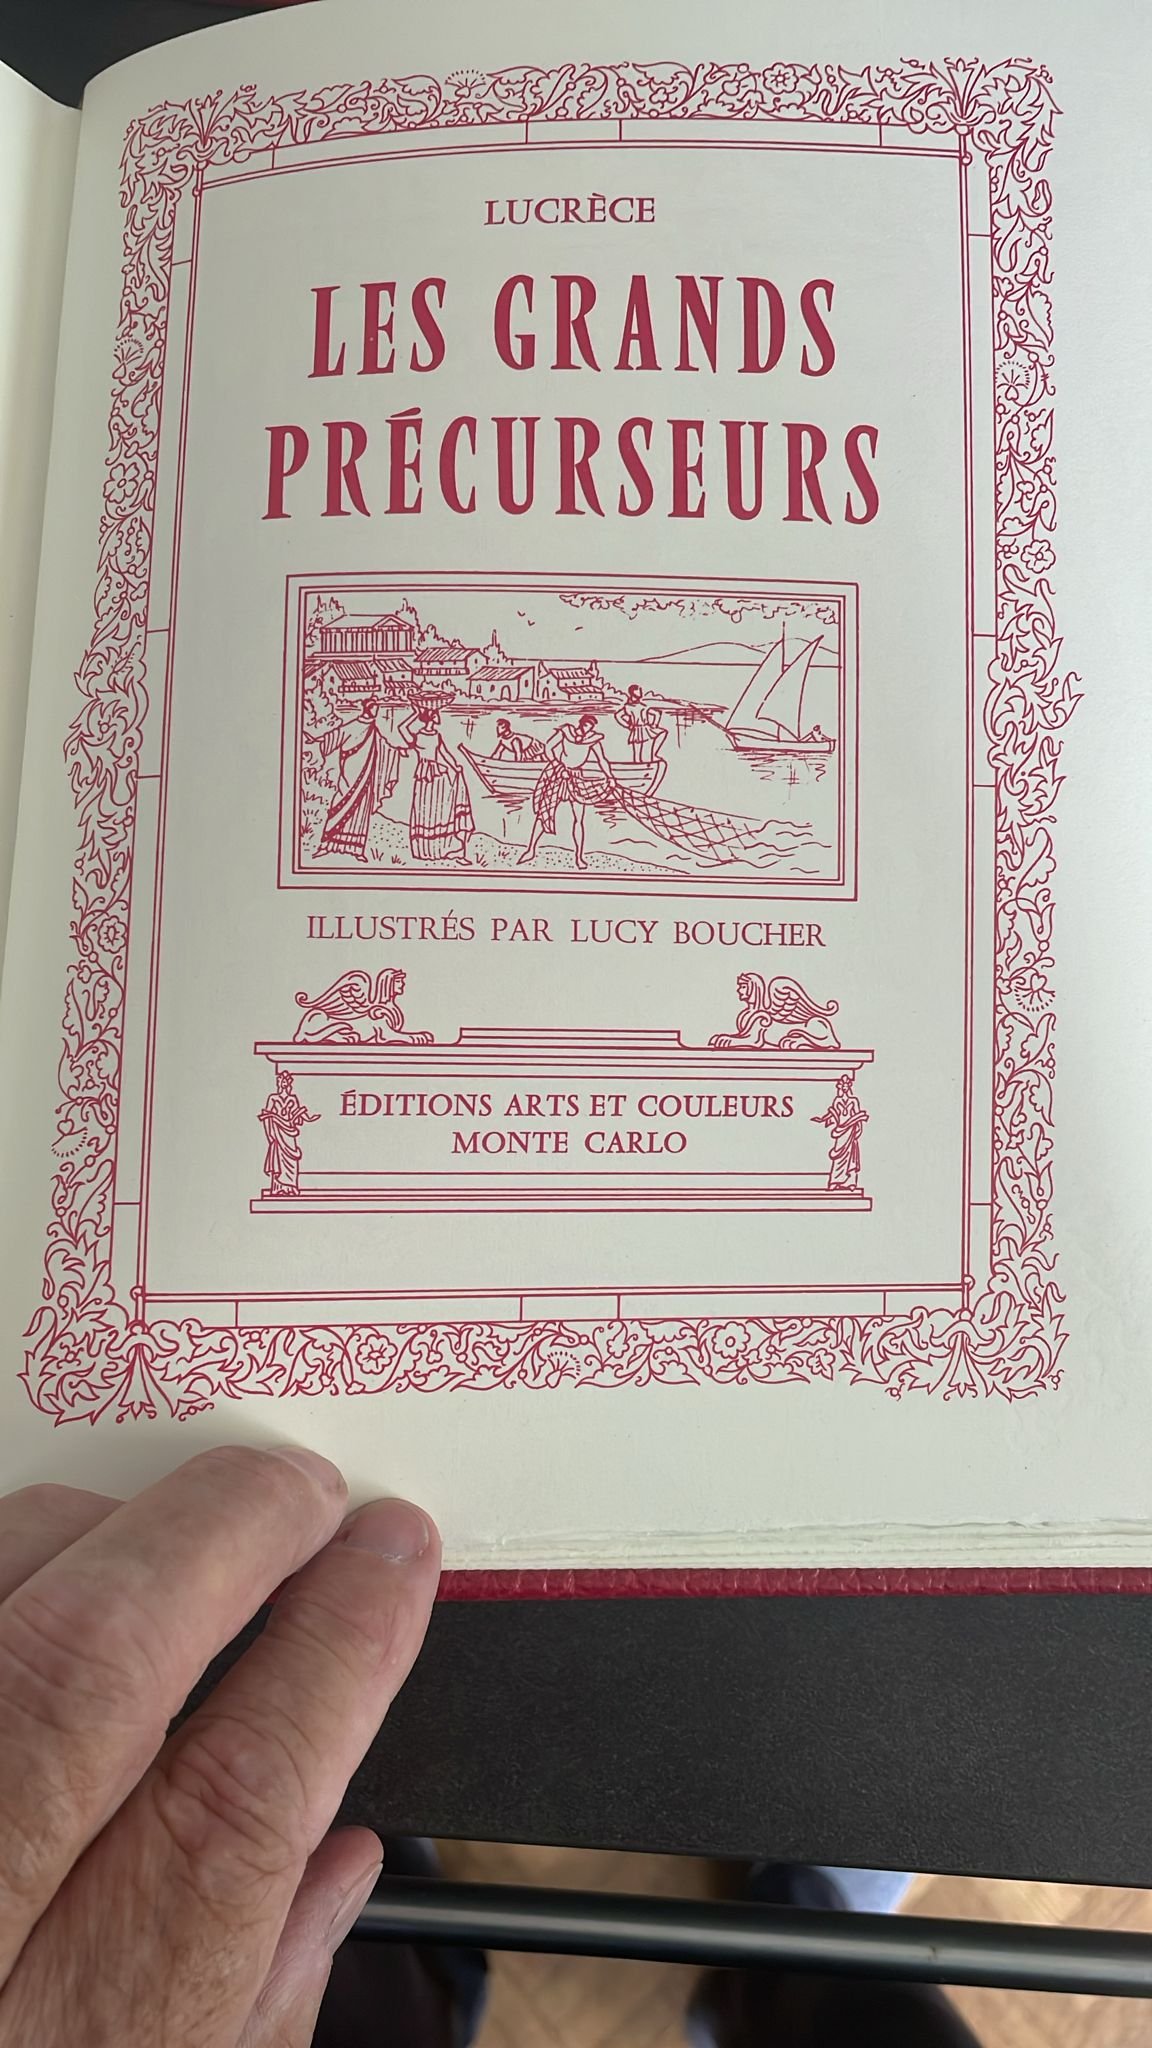 LUCRÈCE
LES GRANDS
PRÉCURSEURS
ILLUSTRÉS PAR LUCY BOUCHER
ÉDITIONS ARTS ET COULEURS
MONTE CARLO